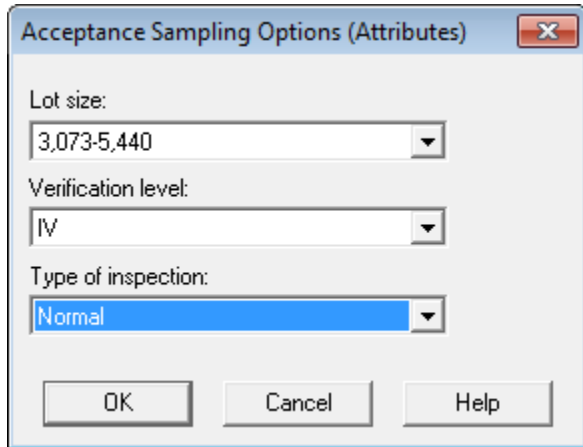 Acceptance Sampling Options (Attributes)
Lot size:
3,073-5,440
Verification level:
IV
Type of inspection:
Normal
OK Cancel Help